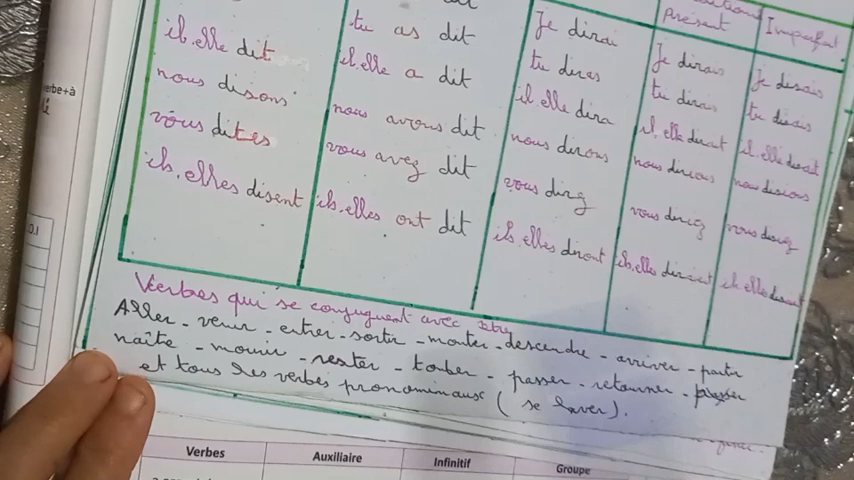 présent
Imparfait
il.elle dit
nous disons
vous dites
ils.elles disent
tu as dit
il.elle a dit
nous avons dit
vous avez dit
ils.elles ont dit
Je dirai
tu diras
il.elle dira
nous dirons
vous direz
ils.elles diront
Je dirais
tu dirais
il.elle dirait
nous dirions
vous diriez
ils.elles diraient
Je disais
tu disais
il.elle disait
nous disions
vous disiez
ils.elles disaient
Verbes qui se conjuguent avec être
Aller - venir - entrer - sortir - monter - descendre - arriver - partir
naître - mourir - rester - tomber - passer - retourner - passer
et tous les verbes pronominaux ( se laver).
verbe+à
lé
Verbes
Auxiliaire
Infinitif
Groupe